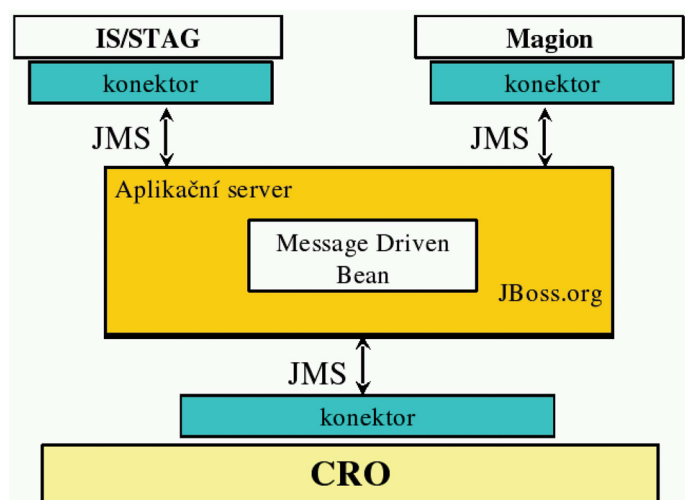 IS/STAG
Magion
konektor
konektor
JMS
JMS
Aplikační server
Message Driven
Bean
JBoss.org
JMS
konektor
CRO